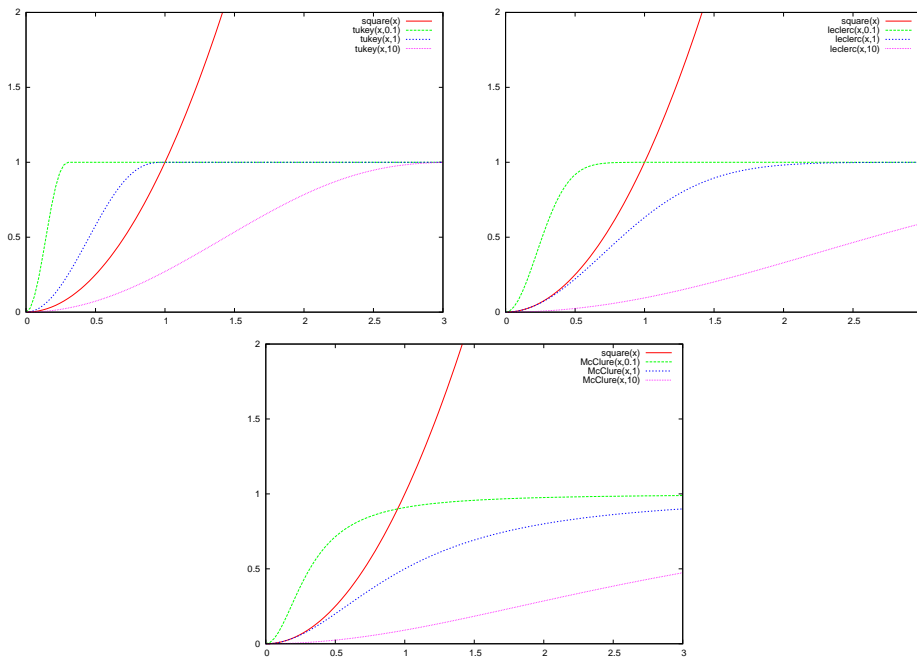 2
1.5
1
0.5
0
0
0.5
1
1.5
2
2.5
3
square(x)
tukey(x,0.1)
tukey(x,1)
tukey(x,10)
2
1.5
1
0.5
0
0
0.5
1
1.5
2
2.5
square(x)
leclerc(x,0.1)
leclerc(x,1)
leclerc(x,10)
2
1.5
1
0.5
0
0
0.5
1
1.5
2
2.5
3
square(x)
McClure(x,0.1)
McClure(x,1)
McClure(x,10)